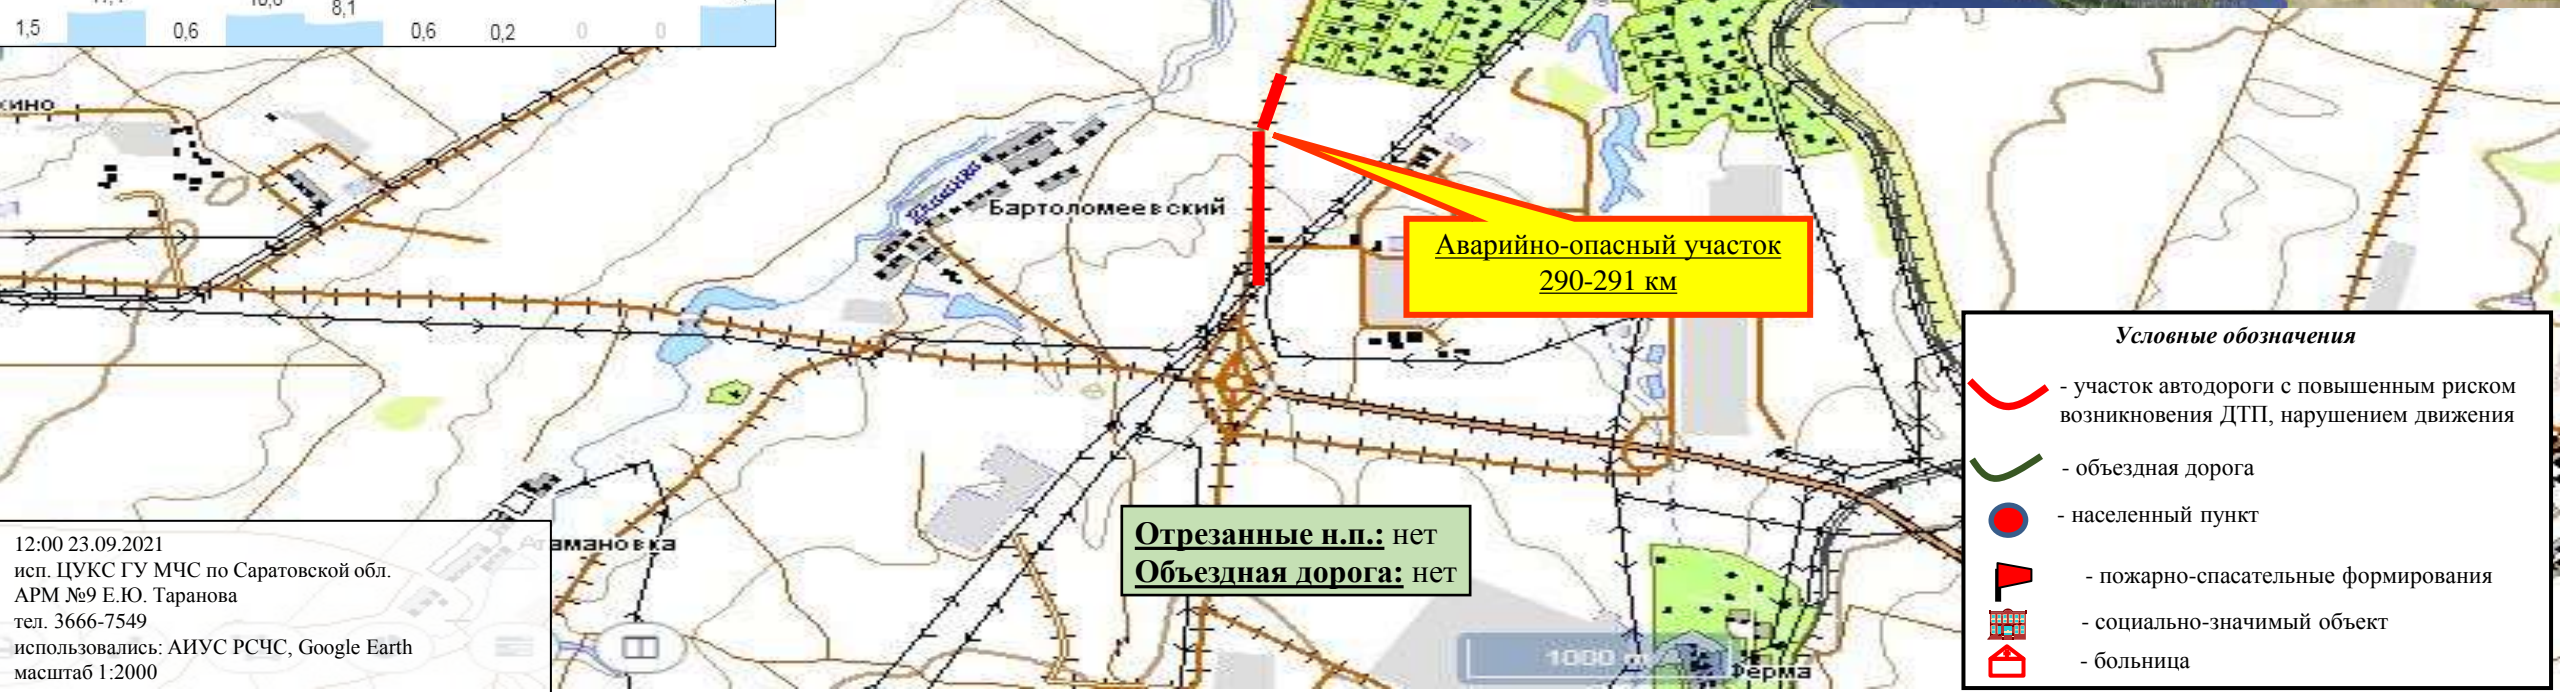 8,1
1,5 0,6 0,6 0,2 0 0
Бартоломеевский
Аварийно-опасный участок
290-291 км
Условные обозначения
- участок автодороги с повышенным риском
возникновения ДТП, нарушением движения
- объездная дорога
- населенный пункт
- пожарно-спасательные формирования
- социально-значимый объект
- больница
Атамановка
Отрезанные н.п.: нет
Объездная дорога: нет
12:00 23.09.2021
исп. ЦУКС ГУ МЧС по Саратовской обл.
АРМ №9 Е.Ю. Таранова
тел. 3666-7549
использовались: АИУС РСЧС, Google Earth
масштаб 1:2000
1000 m
Ферма